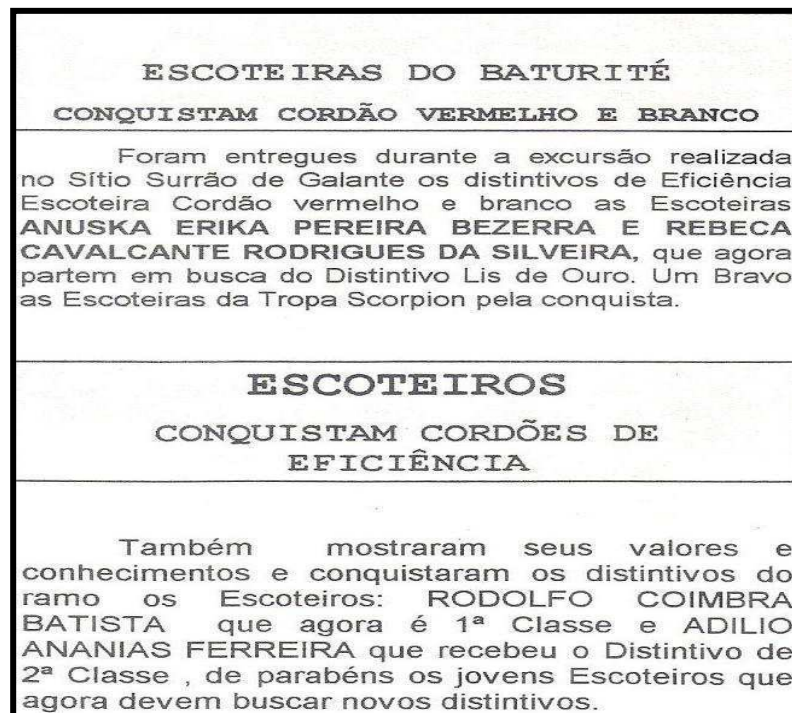 ESCOTEIRAS DO BATURITÉ
CONQUISTAM CORDÃO VERMELHO E BRANCO
Foram entregues durante a excursão realizada
no Sítio Surrão de Galante os distintivos de Eficiência
Escoteira Cordão vermelho e branco as Escoteiras
ANUSKA ERIKA PEREIRA BEZERRA E REBECA
CAVALCANTE RODRIGUES DA SILVEIRA, que agora
partem em busca do Distintivo Lis de Ouro. Um Bravo
as Escoteiras da Tropa Scorpion pela conquista.
ESCOTEIROS
CONQUISTAM CORDÕES DE
EFICIÊNCIA
Também mostraram seus valores e
conhecimentos e conquistaram os distintivos do
ramo os Escoteiros: RODOLFO COIMBRA
BATISTA que agora é 1ª Classe e ADILIO
ANANIAS FERREIRA que recebeu o Distintivo de
2ª Classe , de parabéns os jovens Escoteiros que
agora devem buscar novos distintivos.